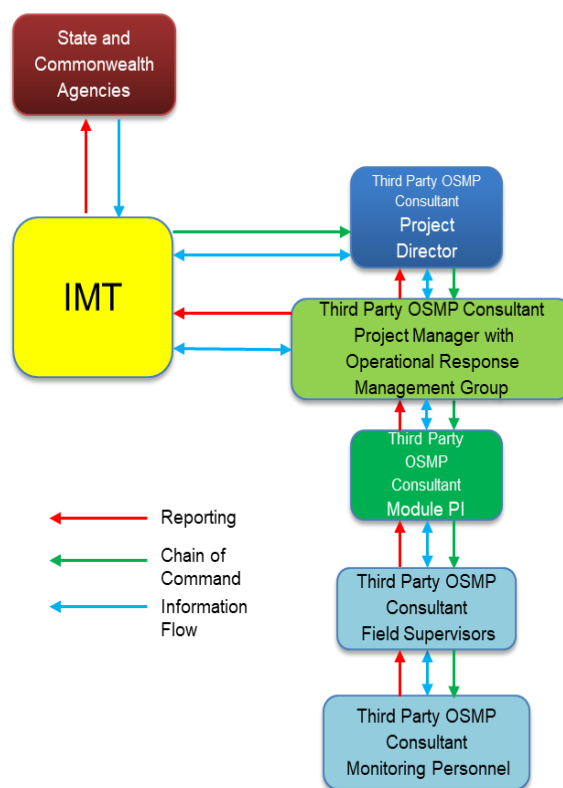 State and
Commonwealth
Agencies
Third Party OSMP
Consultant
Project
Director
IMT
Third Party OSMP Consultant
Project Manager with
Operational Response
Management Group
Third Party
OSMP
Consultant
Module PI
Reporting
Chain of
Command
Information
Flow
Third Party OSMP
Consultant
Field Supervisors
Third Party OSMP
Consultant
Monitoring Personnel